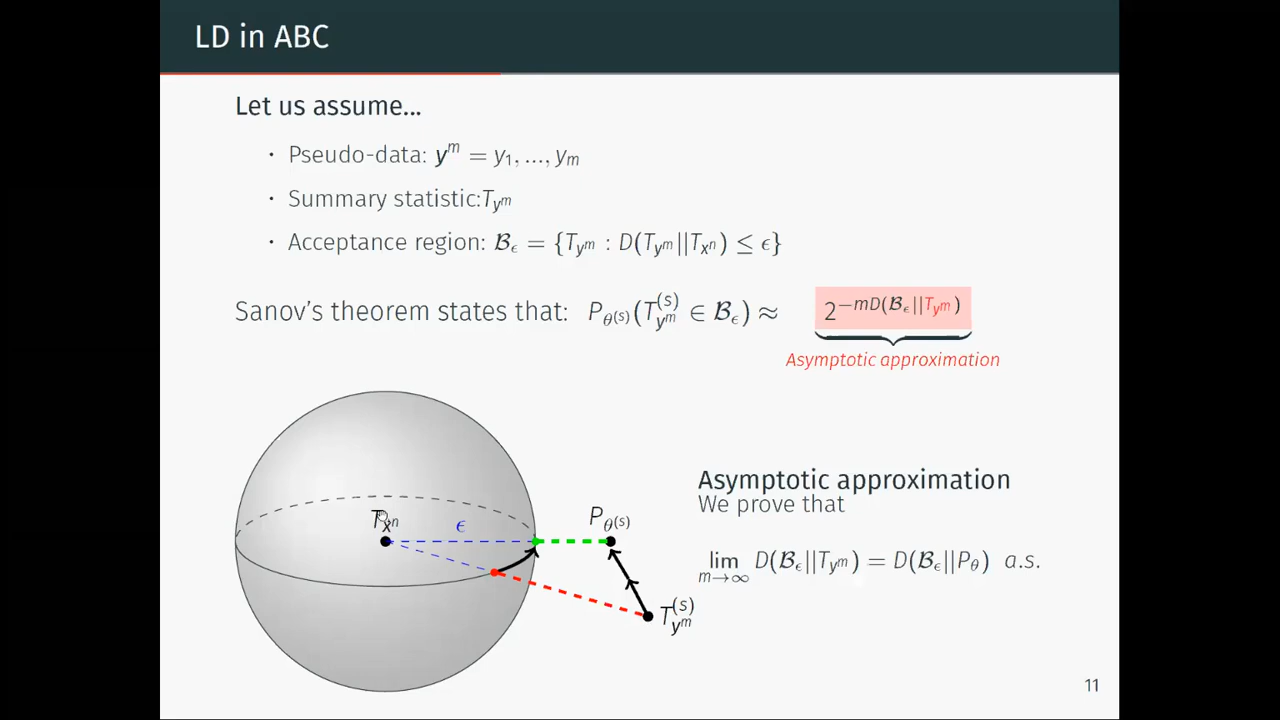 LD in ABC
Let us assume...
· Pseudo-data: y^m = y_1, ..., y_m
· Summary statistic:T_{y^m}
· Acceptance region: 𝓑_ϵ = {T_{y^m} : D(T_{y^m}||T_{x^n}) ≤ ϵ}
Sanov's theorem states that: P_{θ^{(s)}}(T_{y^m}^{(s)} ∈ 𝓑_ϵ) ≈ 2^{−mD(𝓑_ϵ||T_{y^m})}
Asymptotic approximation
T_{x^n}
ϵ
P_{θ^{(s)}}
T_{y^m}^{(s)}
Asymptotic approximation
We prove that
lim_{m→∞} D(𝓑_ϵ||T_{y^m}) = D(𝓑_ϵ||P_θ) a.s.
11